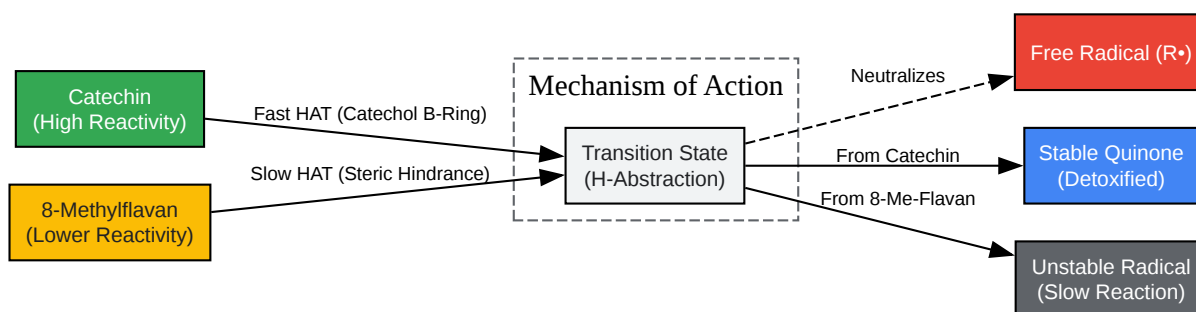 Catechin
(High Reactivity)
8-Methylflavan
(Lower Reactivity)
Fast HAT (Catechol B-Ring)
Slow HAT (Steric Hindrance)
Mechanism of Action
Transition State
(H-Abstraction)
Neutralizes
From Catechin
From 8-Me-Flavan
Free Radical (R•)
Stable Quinone
(Detoxified)
Unstable Radical
(Slow Reaction)